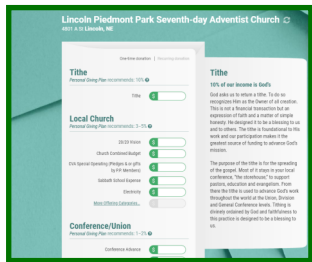 Lincoln Piedmont Park Seventh-day Adventist Church
4801 A St Lincoln, NE
One-time donation | Recurring donation
Tithe
Personal Giving Plan recommends: 10%
Tithe $
Local Church
Personal Giving Plan recommends: 3-5%
20/20 Vision $
Church Combined Budget $
EVA Special Spending (Pledges & or gifts
by P.P. Members) $
Sabbath School Expense $
Electricity $
More Offering Categories...
Conference/Union
Personal Giving Plan recommends: 1-2%
Conference Advance $
Tithe
10% of our income is God's
God asks us to return a tithe. To do so
recognizes Him as the Owner of all creation.
This is not a financial transaction but an
expression of faith and a matter of simple
honesty. He designed it to be a blessing to us
and to others. The tithe is foundational to His
work and our participation makes it the
greatest source of funding to advance God's
mission.
The purpose of the tithe is for the spreading
of the gospel. Most of it stays in your local
conference, "the storehouse," to support
pastors, education and evangelism. From
there the tithe is used to advance God's work
throughout the world at the Union, Division
and General Conference levels. Tithing is
divinely ordained by God and faithfulness to
this practice is designed to be a blessing to
us.